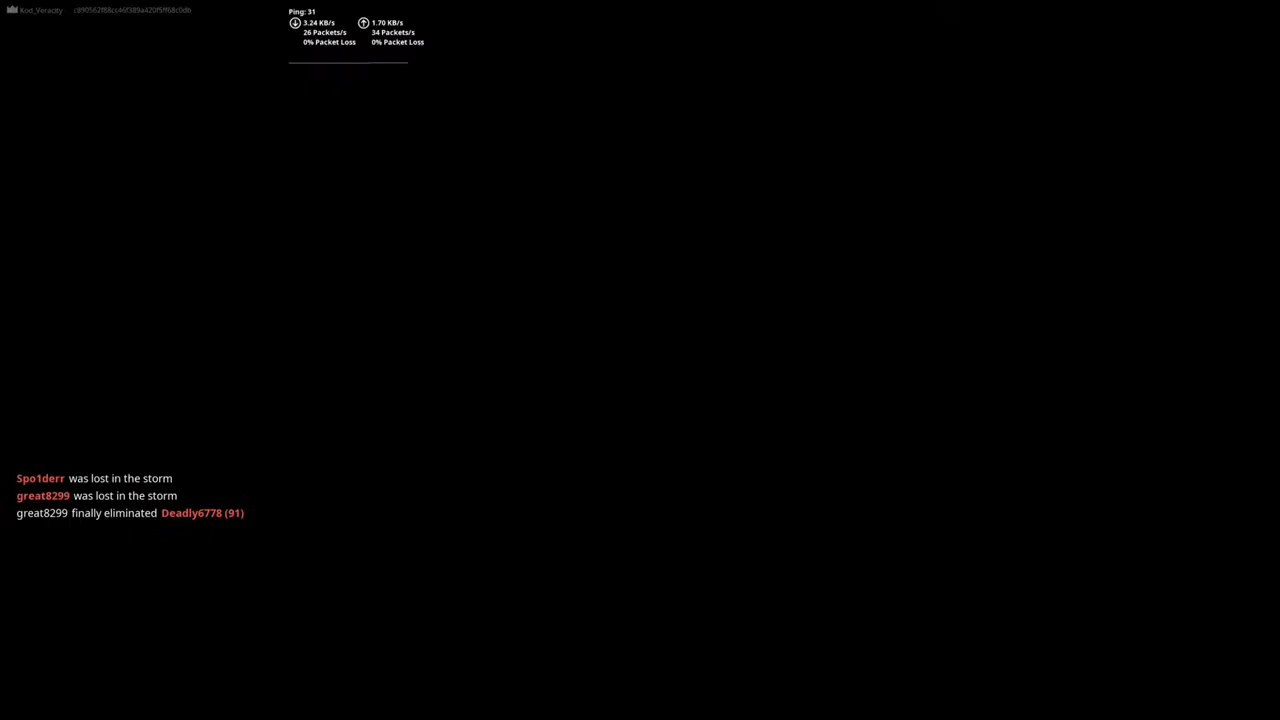 Kod_Veracity
Ping: 31
3.24 KB/s 1.70 KB/s
26 Packets/s 34 Packets/s
0% Packet Loss 0% Packet Loss
Spo1derr was lost in the storm
great8299 was lost in the storm
great8299 finally eliminated Deadly6778 (91)